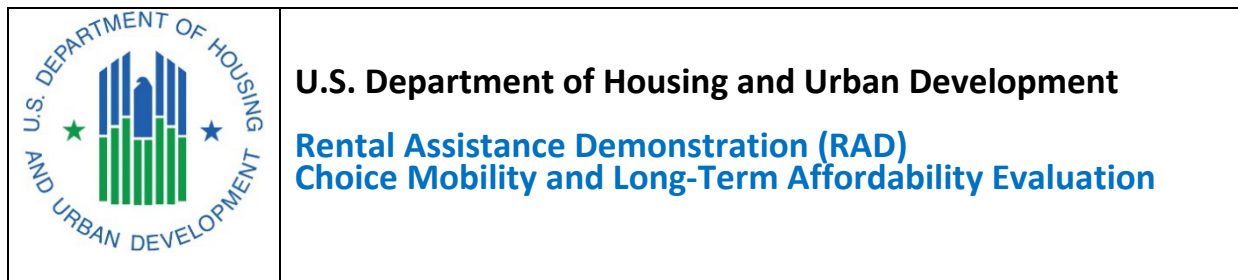 U.S. DEPARTMENT OF HOUSING
AND URBAN DEVELOPMENT
U.S. Department of Housing and Urban Development
Rental Assistance Demonstration (RAD)
Choice Mobility and Long-Term Affordability Evaluation